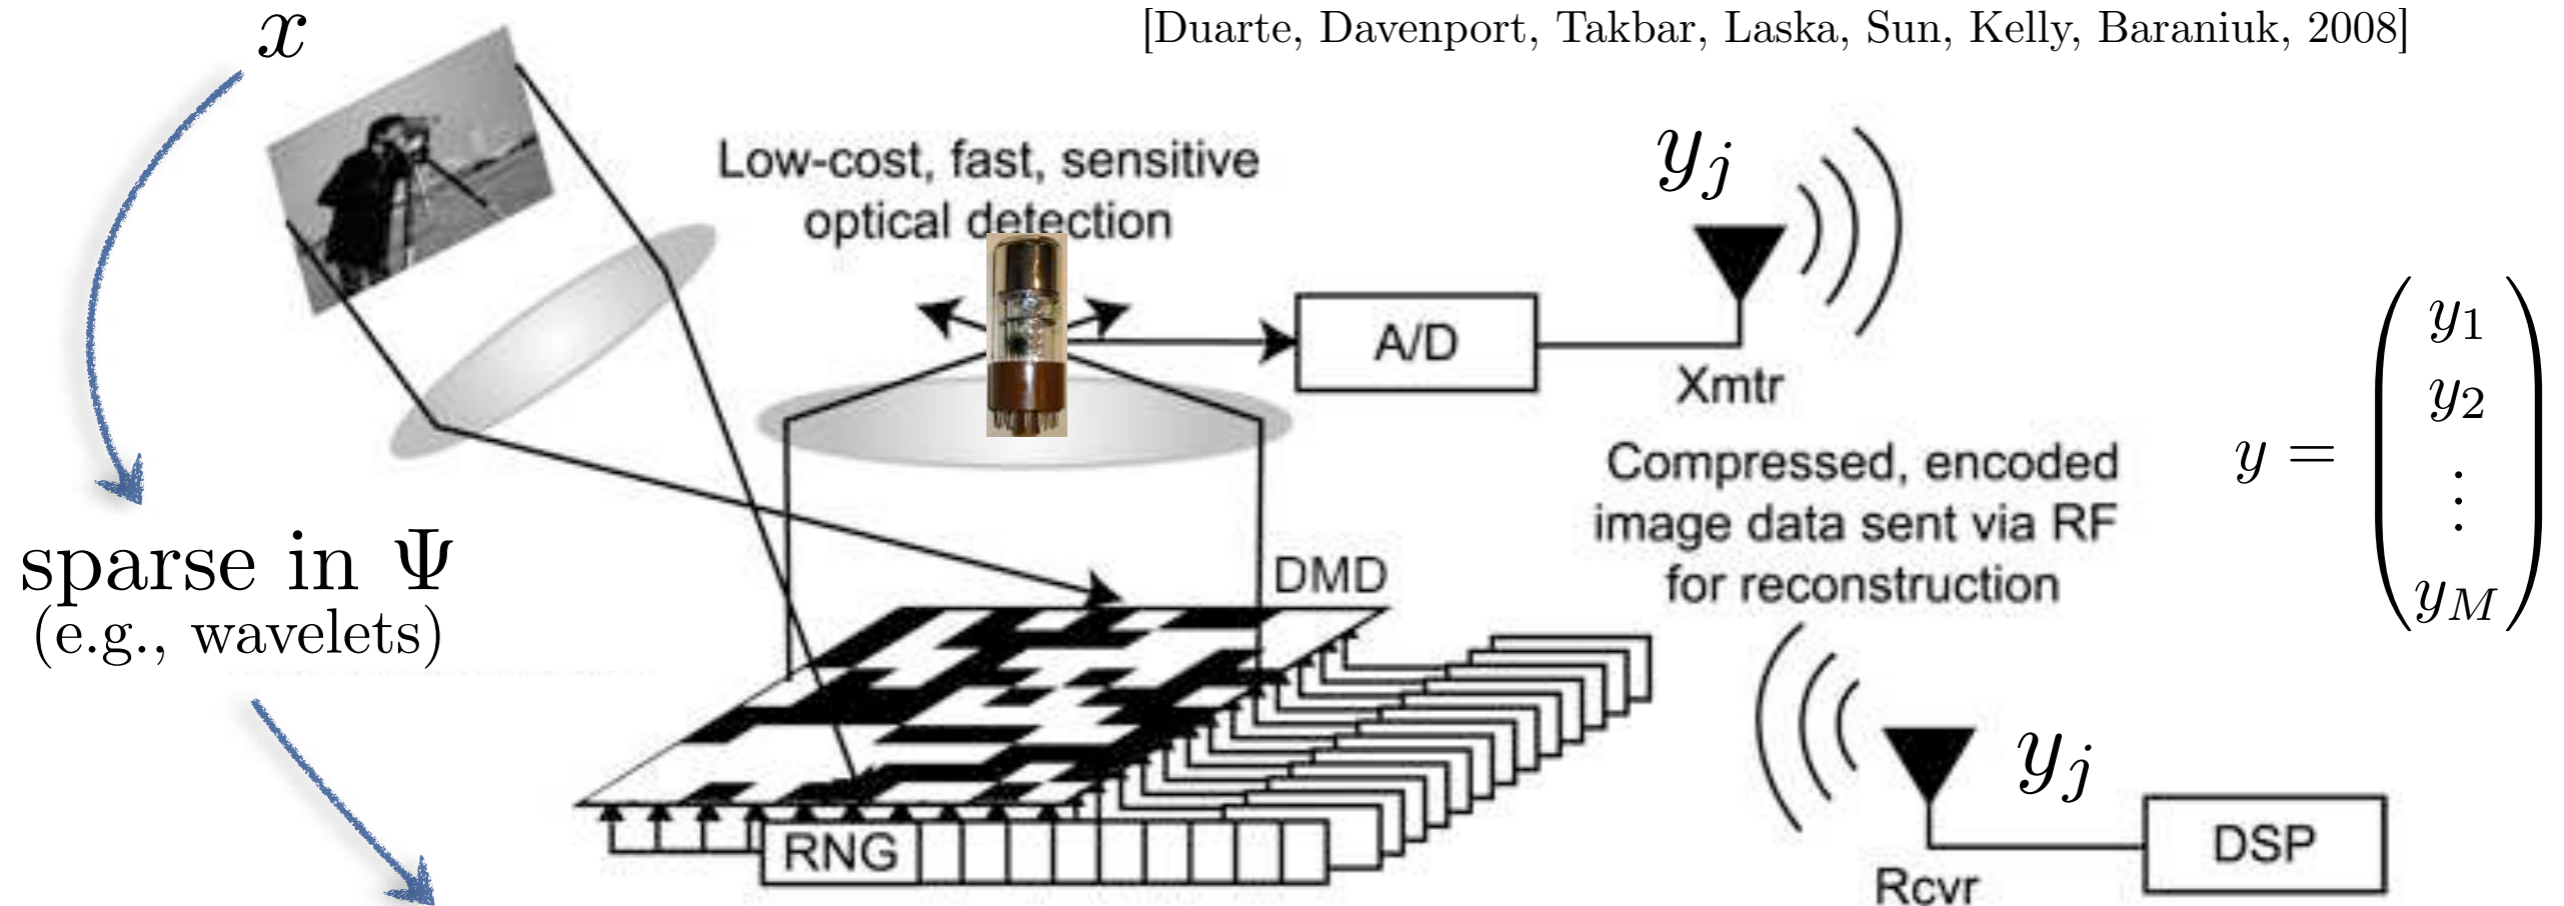 x
[Duarte, Davenport, Takbar, Laska, Sun, Kelly, Baraniuk, 2008]
Low-cost, fast, sensitive
optical detection
y_j
A/D
Xmtr
Compressed, encoded
image data sent via RF
for reconstruction
y = 
y_1
y_2
⋮
y_M
sparse in Ψ
(e.g., wavelets)
DMD
RNG
y_j
DSP
Rcvr